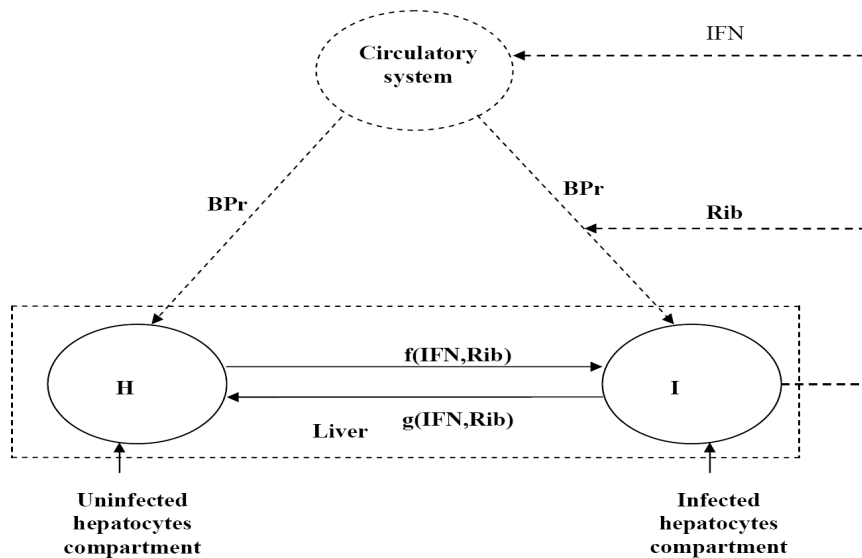 IFN
Circulatory
system
BPr
BPr
Rib
f(IFN,Rib)
H
I
g(IFN,Rib)
Liver
Uninfected
hepatocytes
compartment
Infected
hepatocytes
compartment